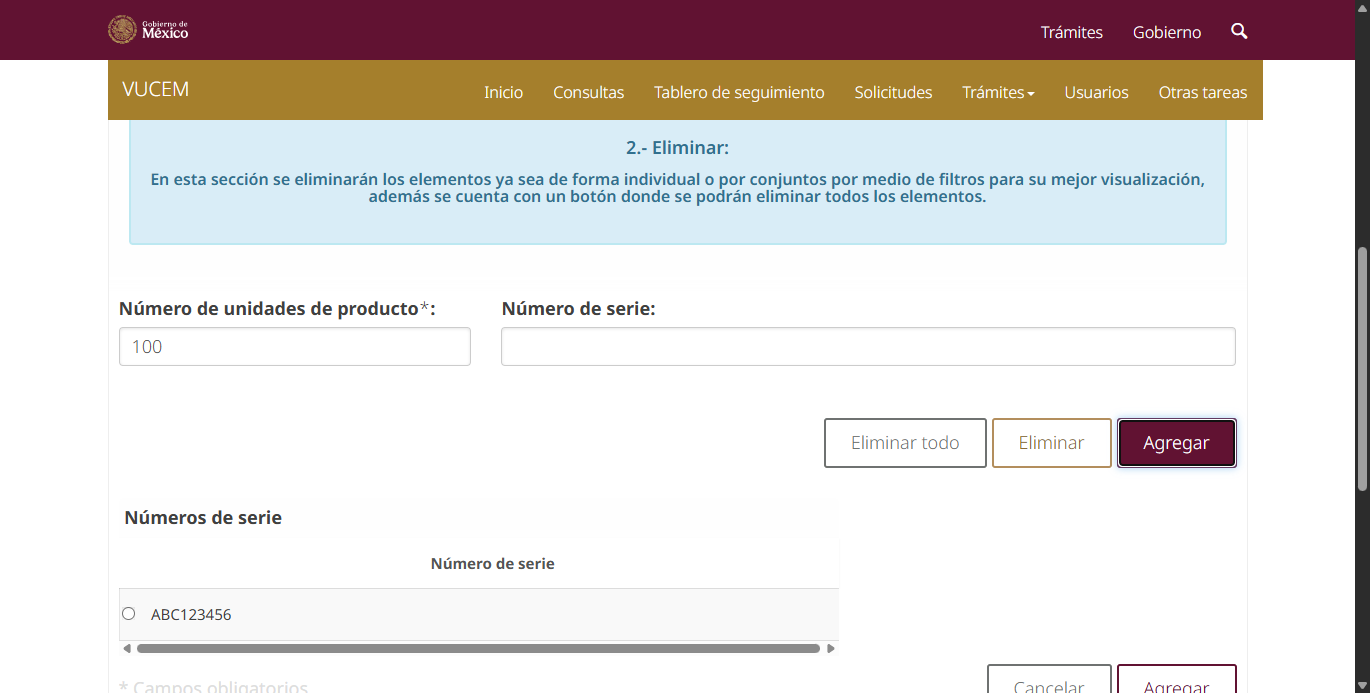 Gobierno de
México
Trámites
Gobierno
VUCEM
Inicio
Consultas
Tablero de seguimiento
Solicitudes
Trámites
Usuarios
Otras tareas
2.- Eliminar:
En esta sección se eliminarán los elementos ya sea de forma individual o por conjuntos por medio de filtros para su mejor visualización,
además se cuenta con un botón donde se podrán eliminar todos los elementos.
Número de unidades de producto*:
Número de serie:
100
Eliminar todo
Eliminar
Agregar
Números de serie
Número de serie
ABC123456
* Campos obligatorios
Cancelar
Agregar